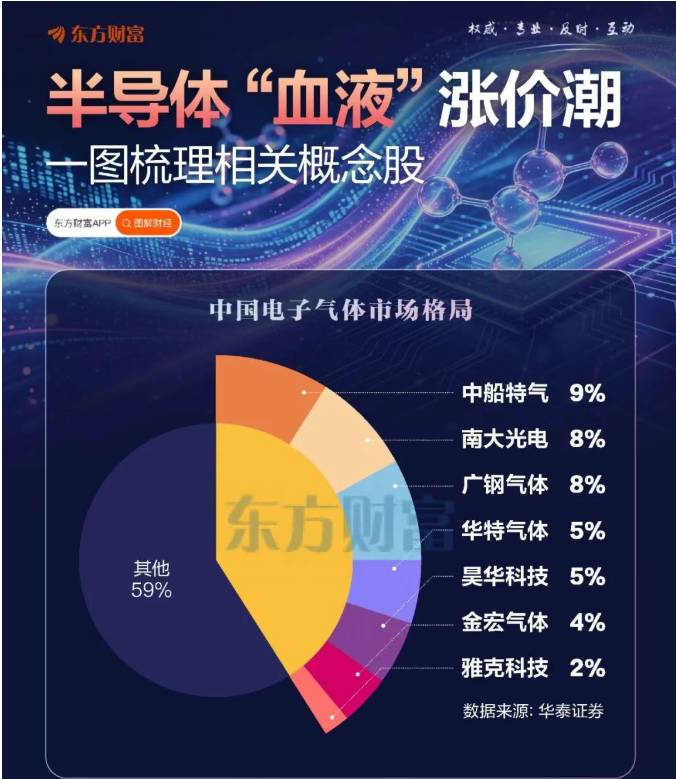 东方财富
权威·专业·及时·互动
半导体“血液”涨价潮
一图梳理相关概念股
东方财富APP 图解财经
中国电子气体市场格局
中船特气 9%
南大光电 8%
广钢气体 8%
华特气体 5%
昊华科技 5%
金宏气体 4%
雅克科技 2%
其他
59%
东方财富
数据来源: 华泰证券